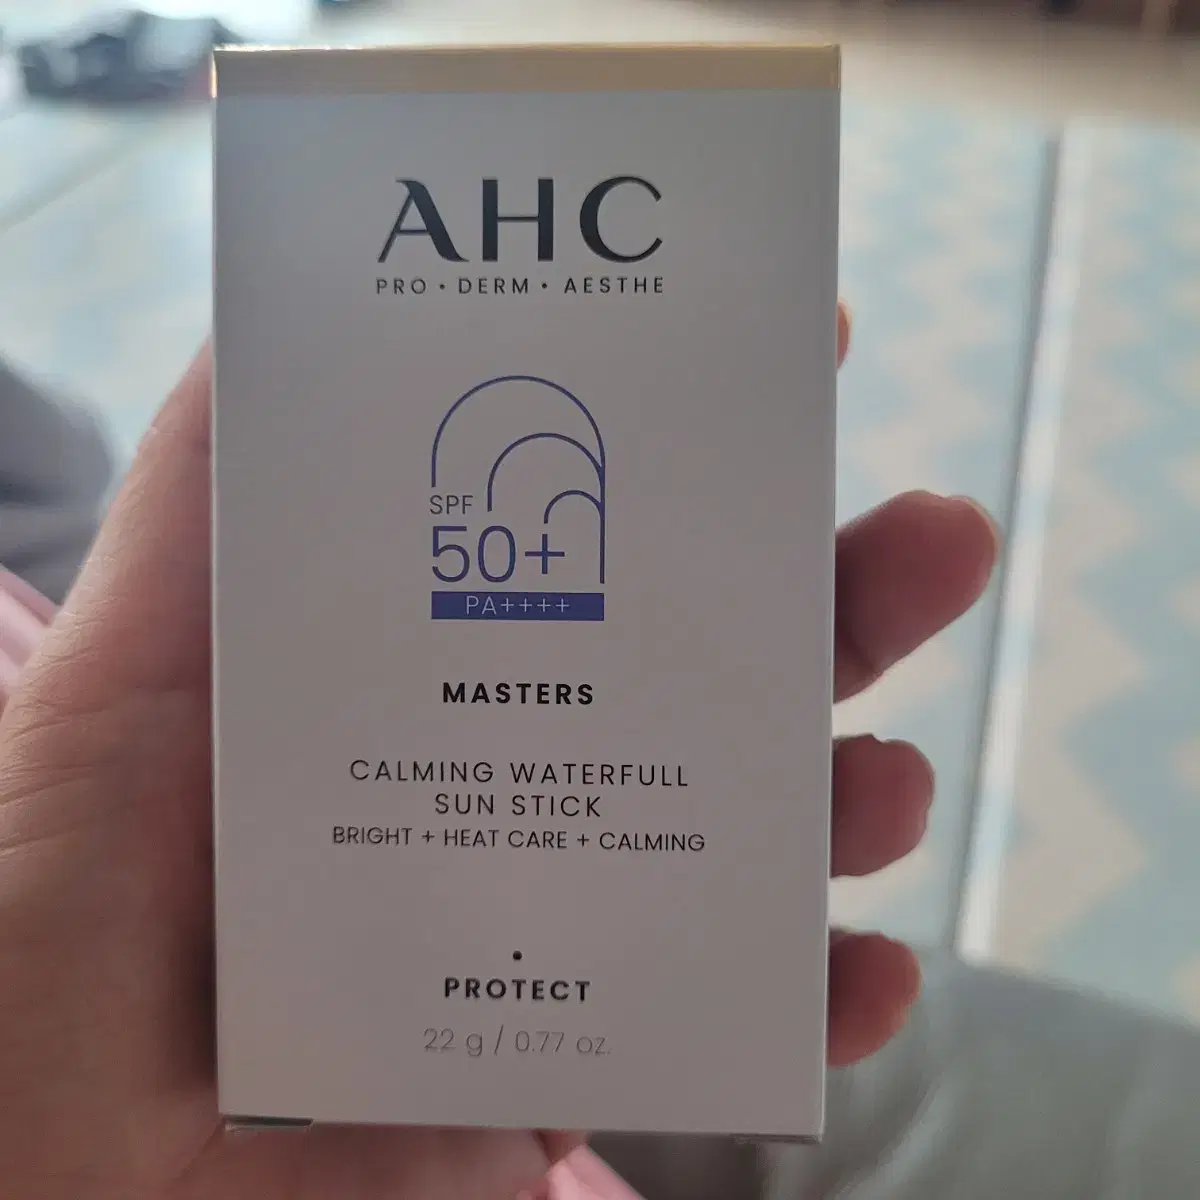 AHC
PRO • DERM • AESTHE
SPF
50+
PA++++
MASTERS
CALMING WATERFULL
SUN STICK
BRIGHT + HEAT CARE + CALMING
PROTECT
22 g / 0.77 oz.